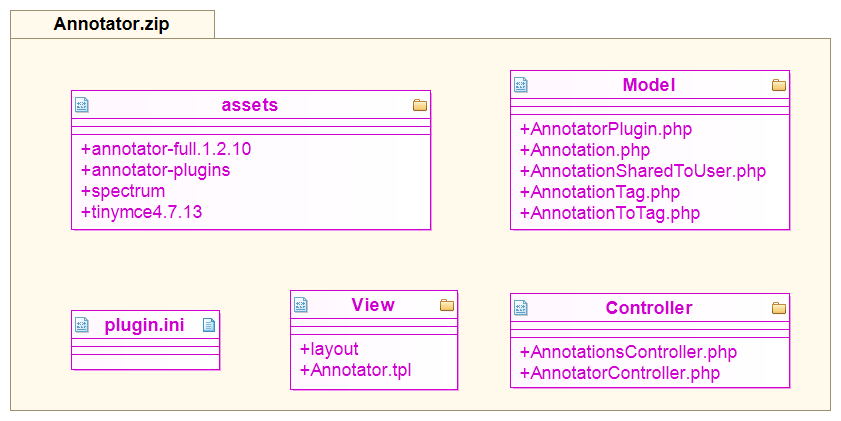 Annotator.zip
assets
+annotator-full.1.2.10
+annotator-plugins
+spectrum
+tinymce4.7.13
Model
+AnnotatorPlugin.php
+Annotation.php
+AnnotationSharedToUser.php
+AnnotationTag.php
+AnnotationToTag.php
plugin.ini
View
+layout
+Annotator.tpl
Controller
+AnnotationsController.php
+AnnotatorController.php